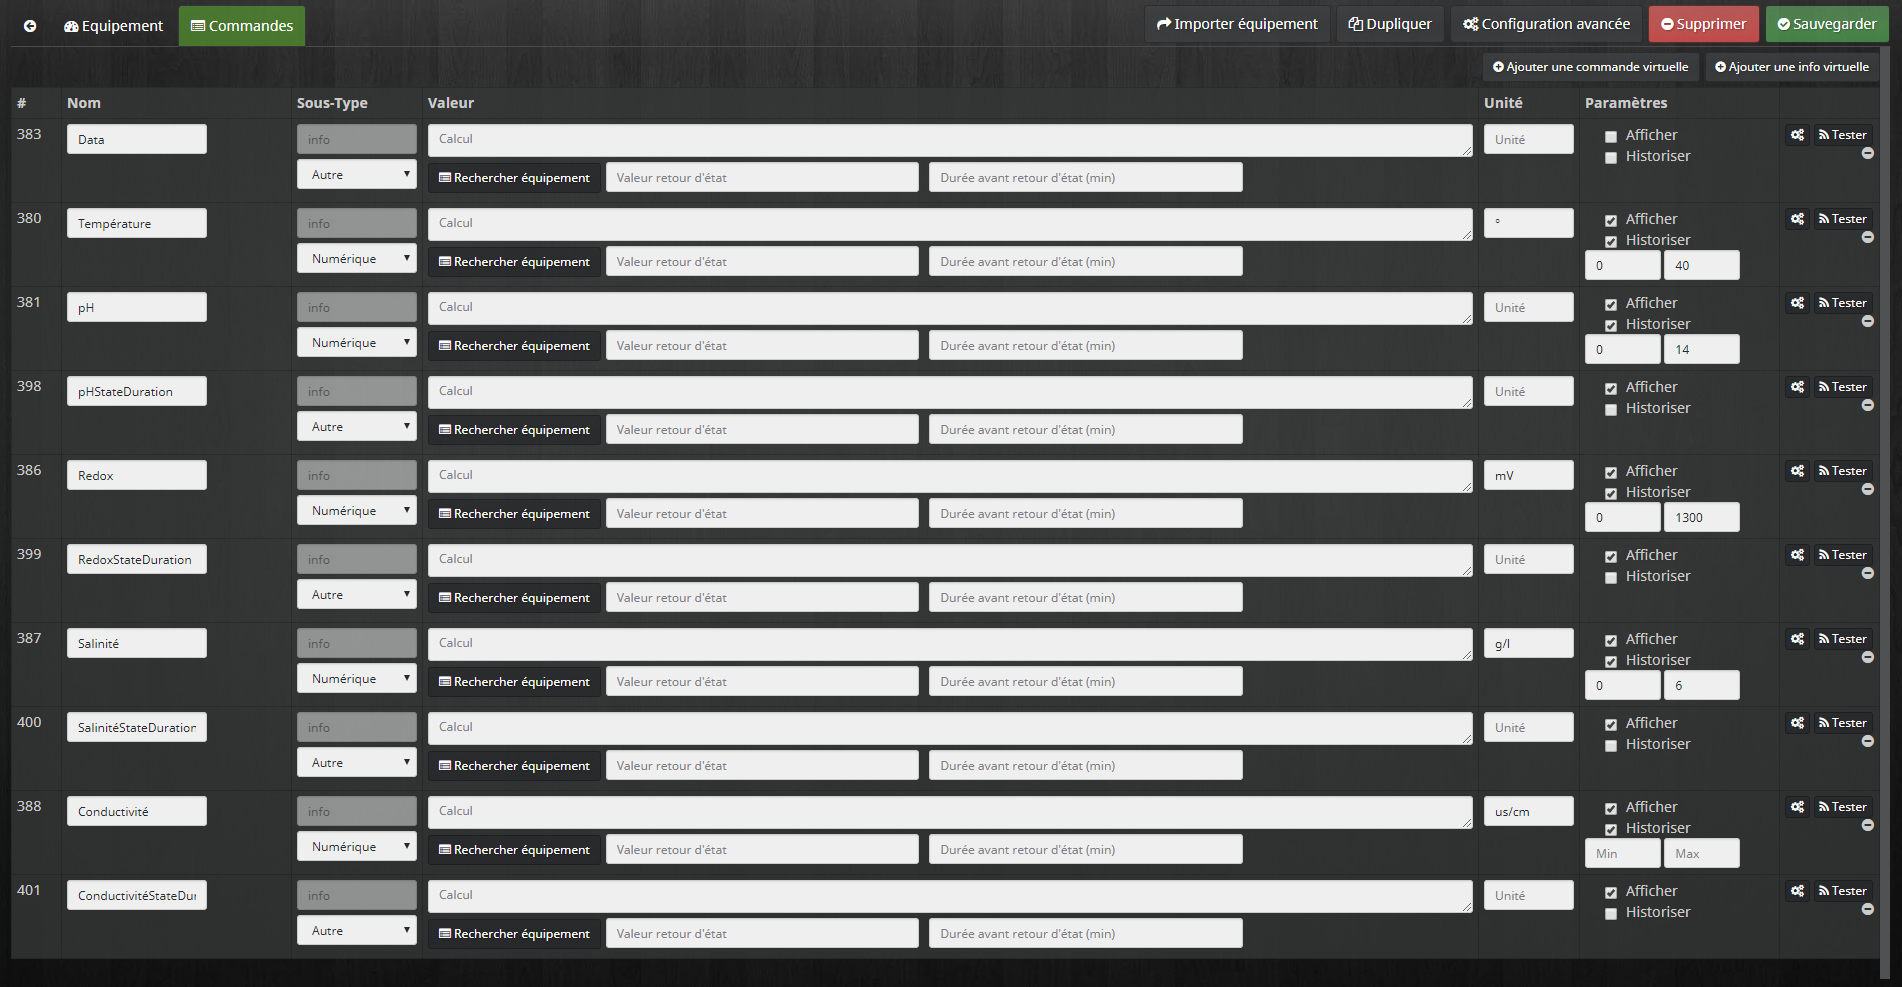 Equipement Commandes Importer équipement Dupliquer Configuration avancée Supprimer Sauvegarder
Ajouter une commande virtuelle Ajouter une info virtuelle
# Nom Sous-Type Valeur Unité Paramètres
383 Data info Calcul Unité Afficher Tester
Historiser
Autre Rechercher équipement Valeur retour d'état Durée avant retour d'état (min)
380 Température info Calcul ° Afficher Tester
Historiser
Numérique Rechercher équipement Valeur retour d'état Durée avant retour d'état (min) 0 40
381 pH info Calcul Unité Afficher Tester
Historiser
Numérique Rechercher équipement Valeur retour d'état Durée avant retour d'état (min) 0 14
398 pHStateDuration info Calcul Unité Afficher Tester
Historiser
Autre Rechercher équipement Valeur retour d'état Durée avant retour d'état (min)
386 Redox info Calcul mV Afficher Tester
Historiser
Numérique Rechercher équipement Valeur retour d'état Durée avant retour d'état (min) 0 1300
399 RedoxStateDuration info Calcul Unité Afficher Tester
Historiser
Autre Rechercher équipement Valeur retour d'état Durée avant retour d'état (min)
387 Salinité info Calcul g/l Afficher Tester
Historiser
Numérique Rechercher équipement Valeur retour d'état Durée avant retour d'état (min) 0 6
400 SalinitéStateDuration info Calcul Unité Afficher Tester
Historiser
Autre Rechercher équipement Valeur retour d'état Durée avant retour d'état (min)
388 Conductivité info Calcul us/cm Afficher Tester
Historiser
Numérique Rechercher équipement Valeur retour d'état Durée avant retour d'état (min) Min Max
401 ConductivitéStateDu info Calcul Unité Afficher Tester
Historiser
Autre Rechercher équipement Valeur retour d'état Durée avant retour d'état (min)